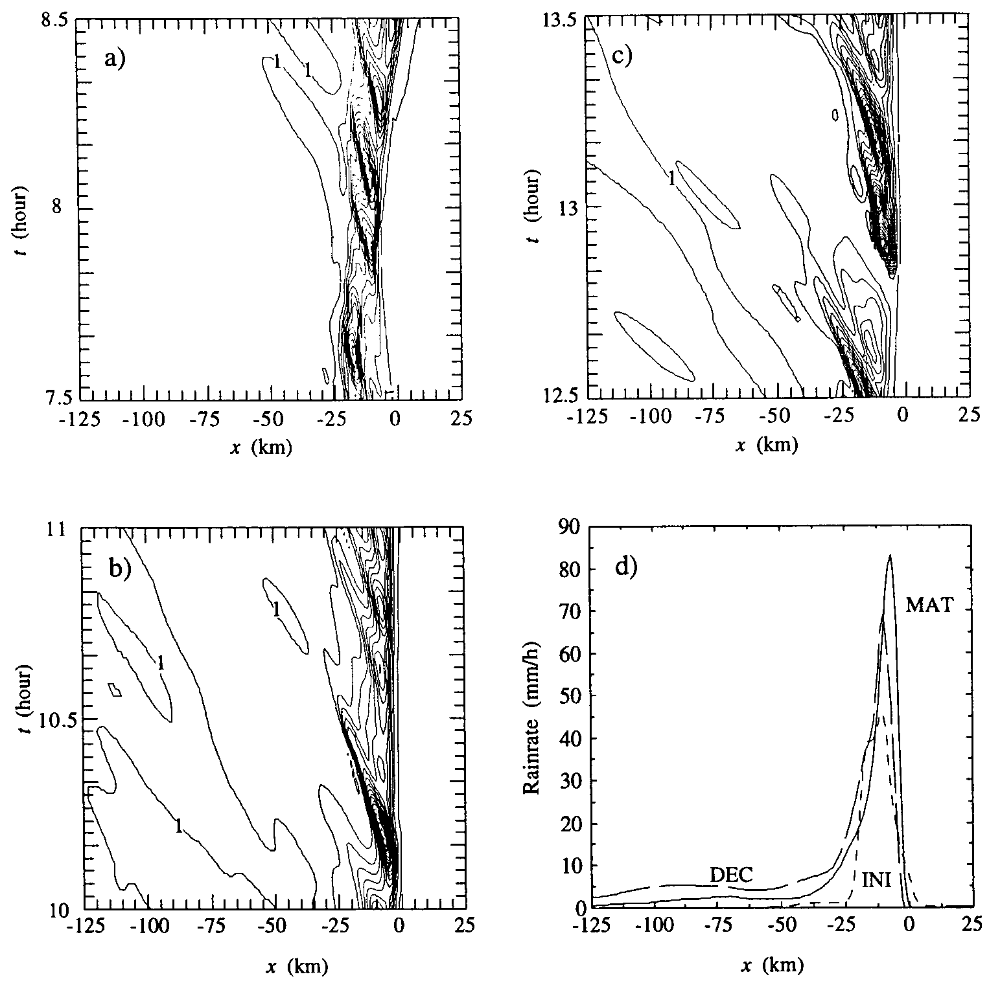 8.5
a)
1
1
8
t (hour)
7.5
-125 -100 -75 -50 -25 0 25
x (km)
13.5
c)
1
13
t (hour)
12.5
-125 -100 -75 -50 -25 0 25
x (km)
11
b)
1
1
10.5
t (hour)
1
10
-125 -100 -75 -50 -25 0 25
x (km)
90
d)
80
MAT
70
60
Rainrate (mm/h)
50
40
30
20
10
DEC
INI
0
-125 -100 -75 -50 -25 0 25
x (km)